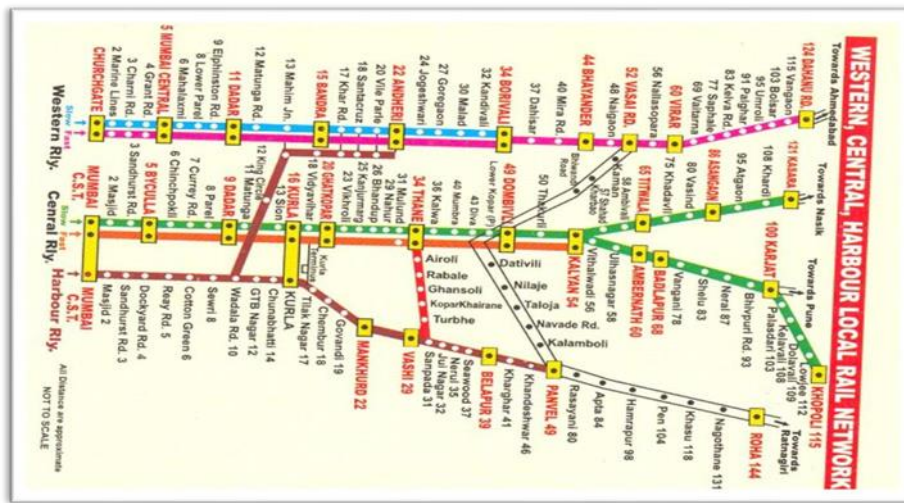 WESTERN, CENTRAL, HARBOUR LOCAL RAIL NETWORK
Towards Ahmedabad
124 DAHANU RD.
115 Vangaon
103 Boisar
95 Umroli
91 Palghar
83 Kelva Rd.
77 Saphale
69 Vaitarna
60 VIRAR
56 Nallasopara
52 VASAI RD.
48 Naigaon
44 BHAYANDER
40 Mira Rd.
37 Dahisar
34 BORIVALI
32 Kandivali
30 Malad
27 Goregaon
24 Jogeshwari
22 ANDHERI
20 Vile Parle
18 Santacruz
17 Khar Rd.
15 BANDRA
13 Mahim Jn.
12 Matunga Rd.
11 DADAR
9 Elphinston Rd.
8 Lower Parel
6 Mahalaxmi
5 MUMBAI CENTRAL
4 Grant Rd.
3 Charni Rd.
2 Marine Lines
CHURCHGATE
Slow Fast
Western Rly.
Towards Nasik
121 KASARA
108 Khardi
95 Atgaon
86 ASANGAON
80 Vasind
75 Khadavli
65 TITWALA
58 Ambivali
57 Shahad
Kaman
Kharbao
Bhiwandi Road
Towards Pune
KHOPOLI 115
Lowjee 112
Dolavali 109
Kelavali 108
Palasdari 103
100 KARJAT
Bhivpuri Rd. 93
Neral 87
Shelu 83
Vangani 78
BADLAPUR 68
AMBERNATH 60
Ulhasnagar 58
Vithalwadi 56
KALYAN 54
50 Thakurli
49 DOMBIVLI
Lower Kopar (P)
43 Diva
40 Mumbra
36 Kalwa
34 THANE
31 Mulund
29 Nahur
26 Bhandup
25 Kanjurmarg
23 Vikhroli
20 GHATKOPAR
18 Vidyavihar
Kurla Terminus
16 KURLA
13 Sion
12 King Circle
11 Matunga
9 DADAR
8 Parel
7 Currey Rd.
6 Chinchpokli
5 BYCULLA
3 Sandhurst Rd.
2 Masjid
MUMBAI
C.S.T.
Slow Fast
Cenral Rly.
Dativili
Nilaje
Taloja
Navade Rd.
Kalamboli
Airoli
Rabale
Ghansoli
KoparKhairane
Turbhe
Towards
Ratnagiri
ROHA 144
Nagothane 131
Khasu 118
Pen 104
Hamrapur 98
Apta 84
Rasayani 80
PANVEL 49
Khandeshwar 46
Kharghar 41
BELAPUR 39
Seawood 37
Nerul 35
Jui Nagar 32
Sanpada 31
VASHI 29
MANKHURD 22
Govandi 19
Chembur 18
Tilak Nagar 17
KURLA
Chunabhatti 14
GTB Nagar 12
Wadala Rd. 10
Sewri 8
Cotton Green 6
Reay Rd. 5
Dockyard Rd. 4
Sandhurst Rd. 3
Masjid 2
MUMBAI
C.S.T.
Harbour Rly.
All Distance are approximate
NOT TO SCALE